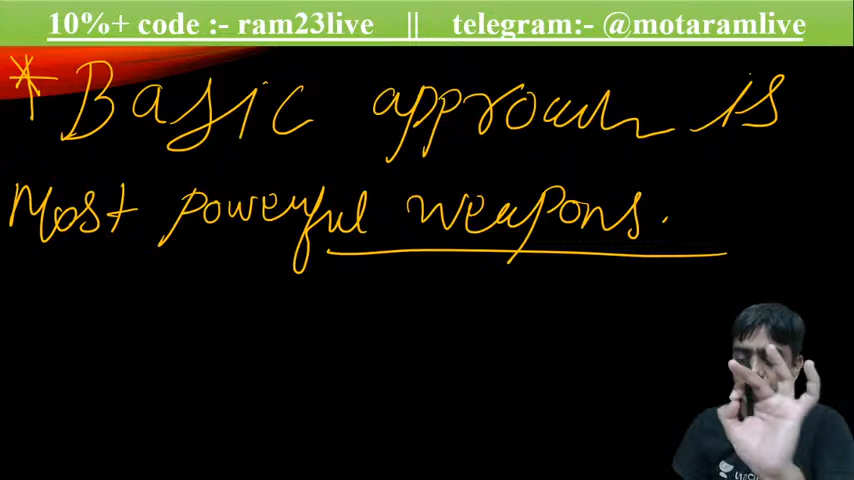 10%+ code :- ram23live || telegram:- @motaramlive
* Basic approach is
Most powerful weapons.